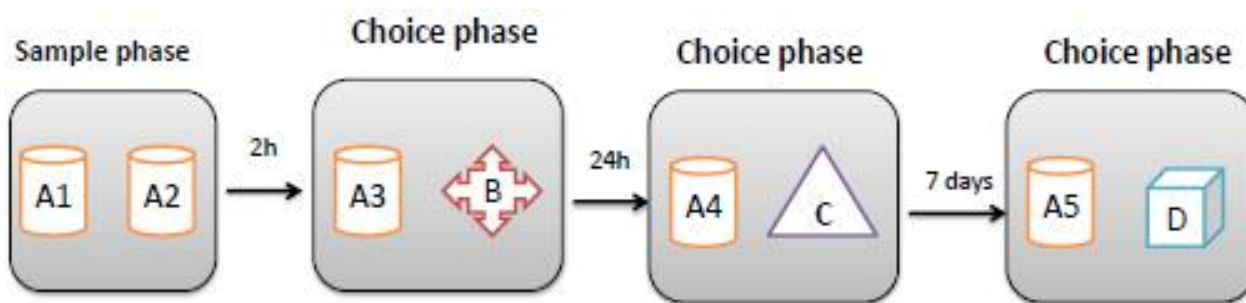 Sample phase
A1
A2
2h
Choice phase
A3
B
24h
Choice phase
A4
C
7 days
Choice phase
A5
D